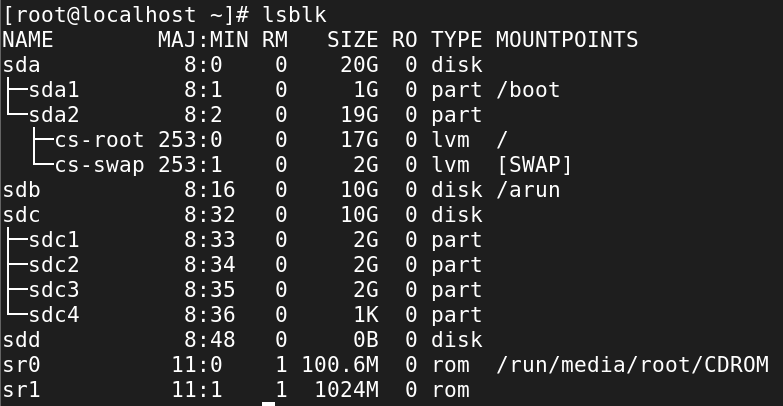 [root@localhost ~]# lsblk
NAME        MAJ:MIN RM   SIZE RO TYPE MOUNTPOINTS
sda           8:0    0    20G  0 disk
├─sda1        8:1    0     1G  0 part /boot
└─sda2        8:2    0    19G  0 part
  ├─cs-root 253:0    0    17G  0 lvm  /
  └─cs-swap 253:1    0     2G  0 lvm  [SWAP]
sdb           8:16   0    10G  0 disk /arun
sdc           8:32   0    10G  0 disk
├─sdc1        8:33   0     2G  0 part
├─sdc2        8:34   0     2G  0 part
├─sdc3        8:35   0     2G  0 part
└─sdc4        8:36   0     1K  0 part
sdd           8:48   0     0B  0 disk
sr0          11:0    1 100.6M  0 rom  /run/media/root/CDROM
sr1          11:1    1  1024M  0 rom